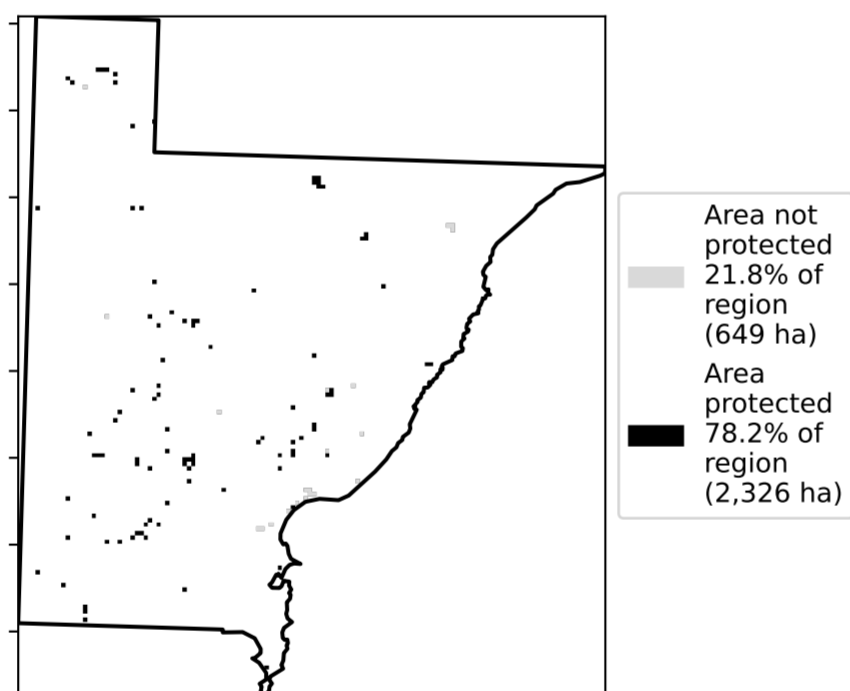 Area not
protected
21.8% of
region
(649 ha)
Area
protected
78.2% of
region
(2,326 ha)